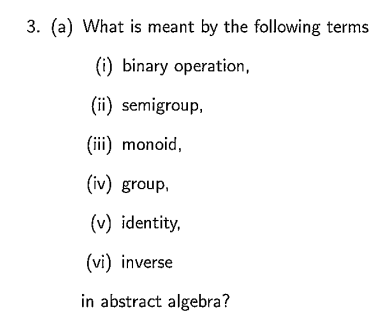 3. (a) What is meant by the following terms
(i) binary operation,
(ii) semigroup,
(iii) monoid,
(iv) group,
(v) identity,
(vi) inverse
in abstract algebra?